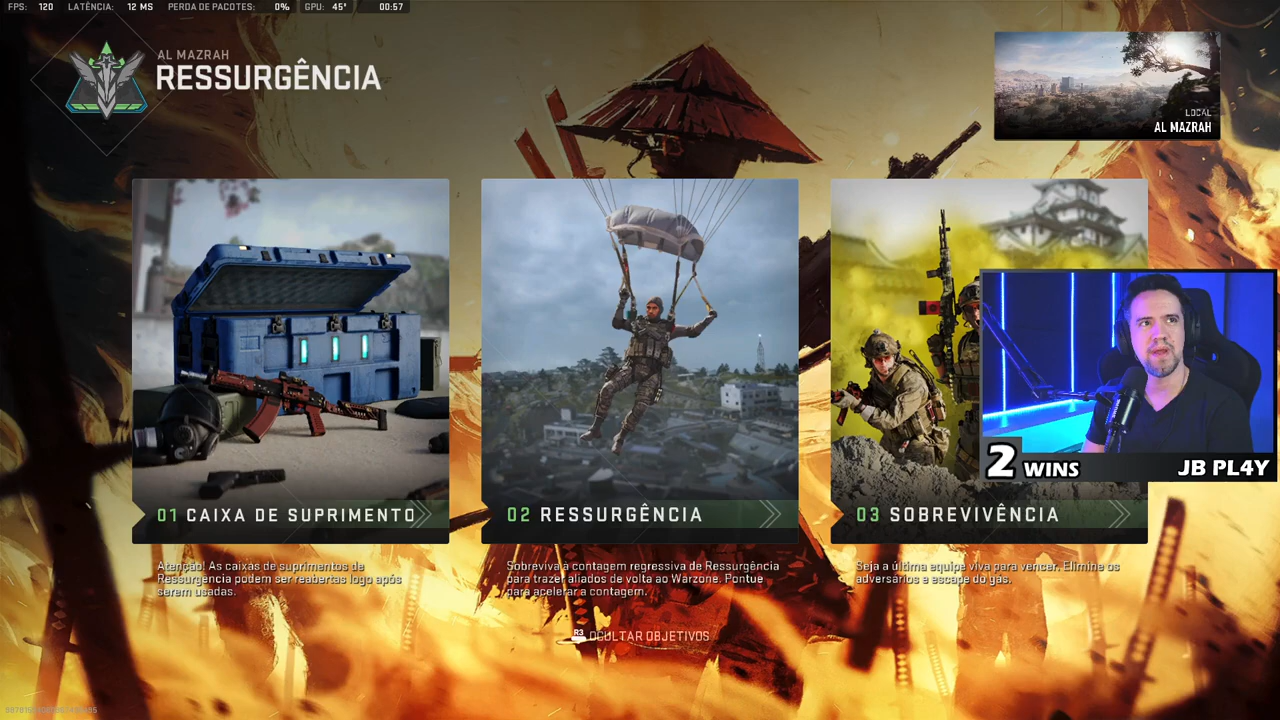 FPS: 120 LATÊNCIA: 12 MS PERDA DE PACOTES: 0% GPU: 45° 00:57
AL MAZRAH
RESSURGÊNCIA
LOCAL
AL MAZRAH
01 CAIXA DE SUPRIMENTO
02 RESSURGÊNCIA
03 SOBREVIVÊNCIA
2 WINS
JB PL4Y
Atenção! As caixas de suprimentos de
Ressurgência podem ser reabertas logo após
serem usadas.
Sobreviva à contagem regressiva de Ressurgência
para trazer aliados de volta ao Warzone. Pontue
para acelerar a contagem.
Seja a última equipe viva para vencer. Elimine os
adversários e escape do gás.
R3 OCULTAR OBJETIVOS